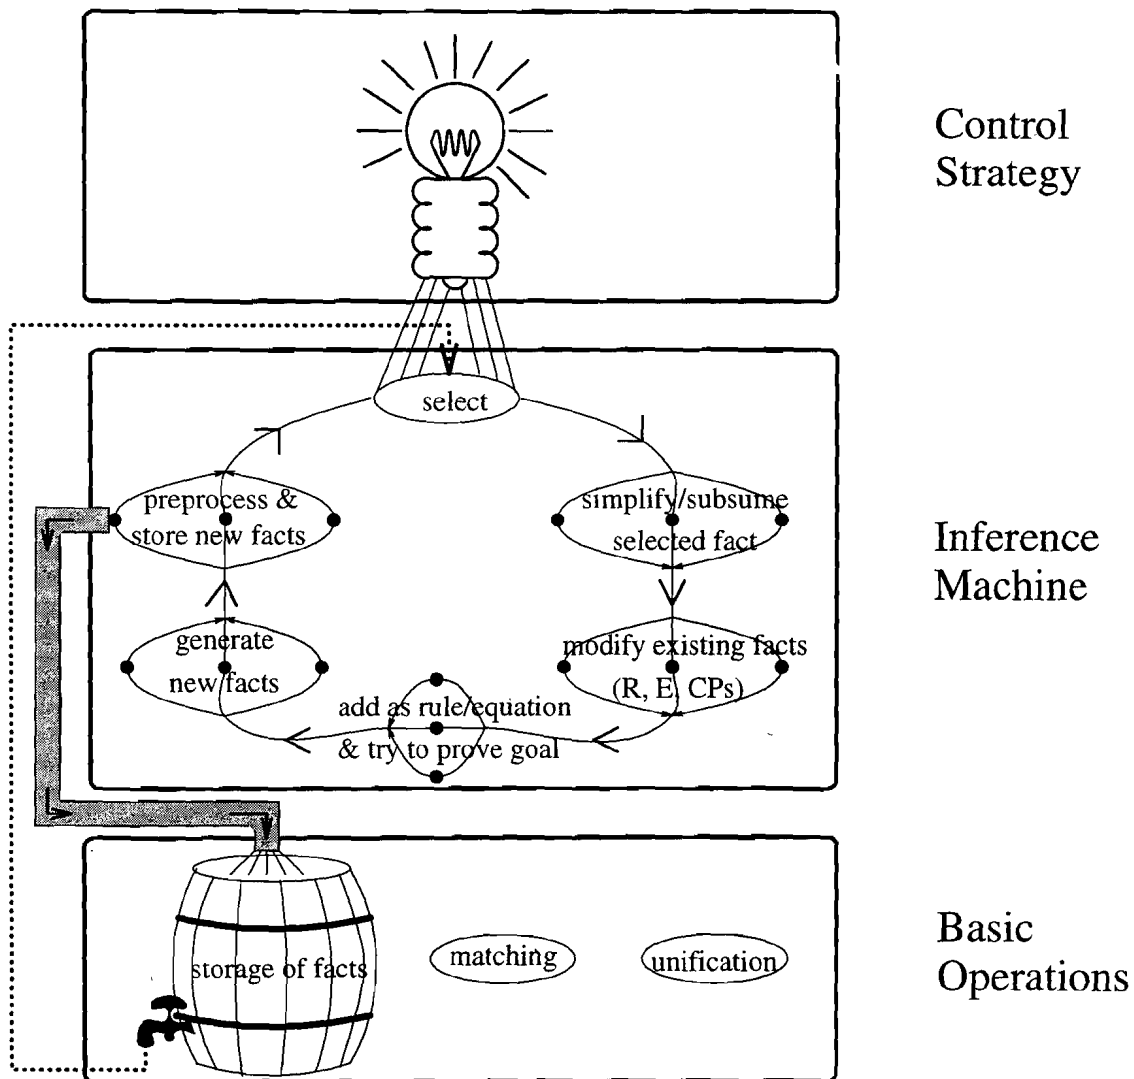 Control
Strategy
select
preprocess &
store new facts
simplify/subsume
selected fact
generate
new facts
modify existing facts
(R, E, CPs)
add as rule/equation
& try to prove goal
Inference
Machine
storage of facts
matching
unification
Basic
Operations